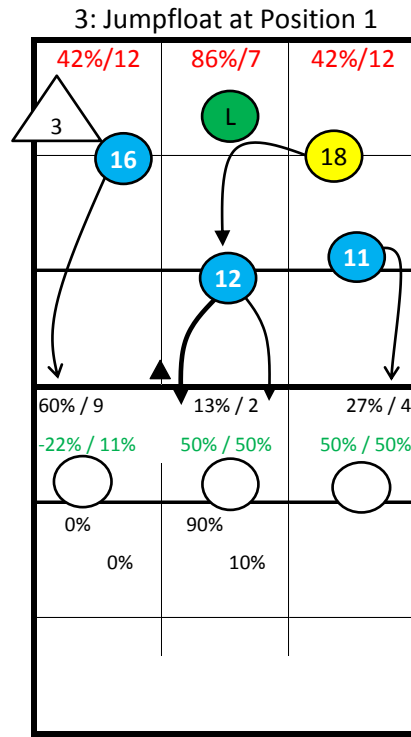 3: Jumpfloat at Position 1
42%/12 86%/7 42%/12
3 L
16 18
12 11
60% / 9 13% / 2 27% / 4
-22% / 11% 50% / 50% 50% / 50%
0% 90%
0% 10%